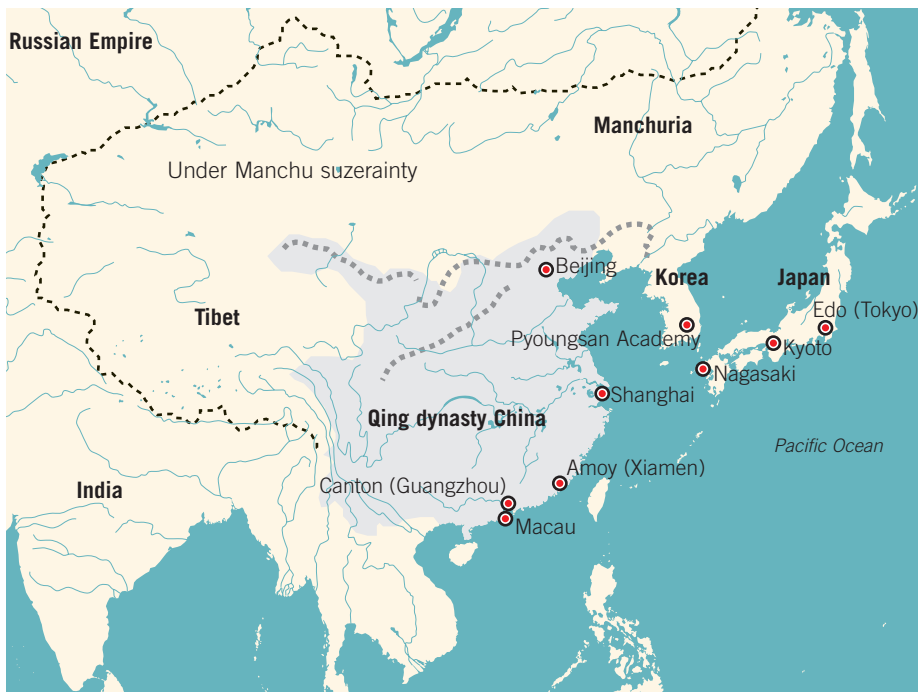 Russian Empire
Manchuria
Under Manchu suzerainty
Beijing
Korea
Japan
Tibet
Edo (Tokyo)
Pyoungsan Academy
Kyoto
Nagasaki
Shanghai
Qing dynasty China
Pacific Ocean
Amoy (Xiamen)
India
Canton (Guangzhou)
Macau